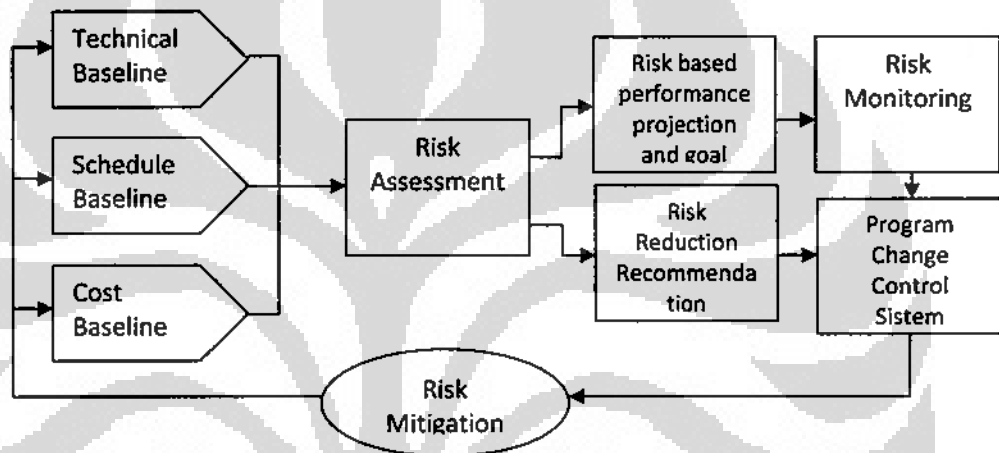 Technical
Baseline
Schedule
Baseline
Cost
Baseline
Risk
Assessment
Risk based
performance
projection
and goal
Risk
Monitoring
Risk
Reduction
Recommenda
tion
Program
Change
Control
Sistem
Risk
Mitigation